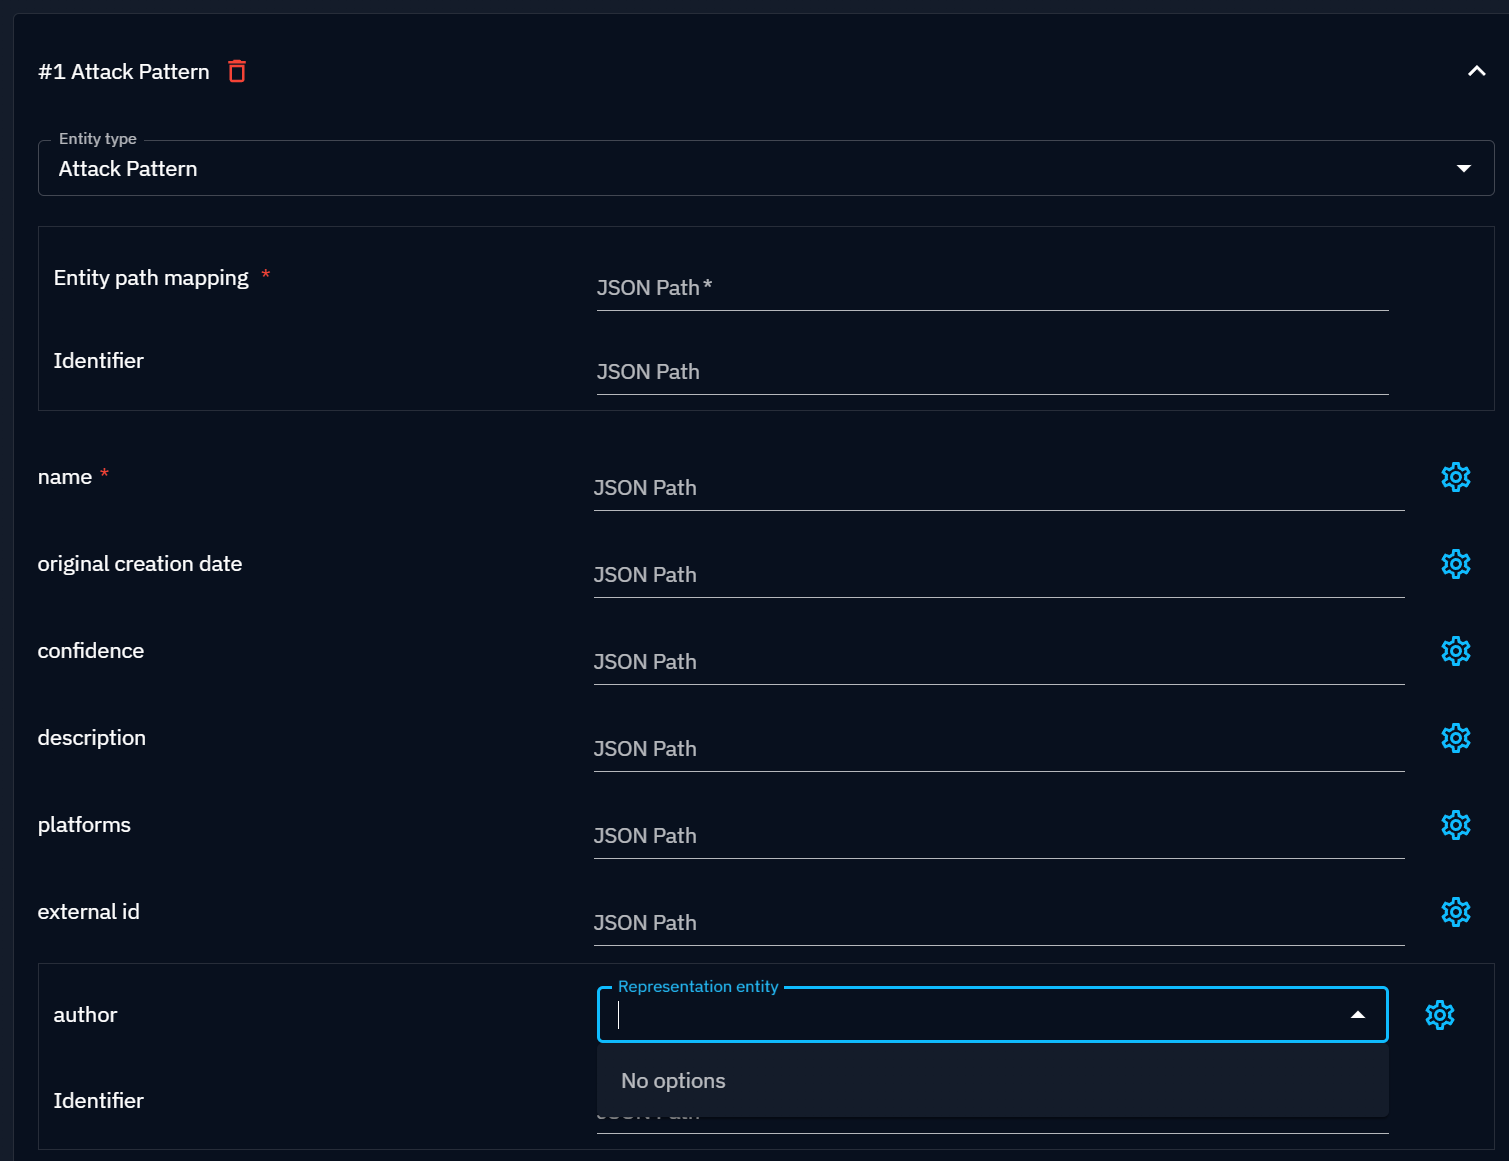 #1 Attack Pattern
Entity type
Attack Pattern
Entity path mapping *
JSON Path *
Identifier
JSON Path
name *
JSON Path
original creation date
JSON Path
confidence
JSON Path
description
JSON Path
platforms
JSON Path
external id
JSON Path
Representation entity
author
No options
Identifier